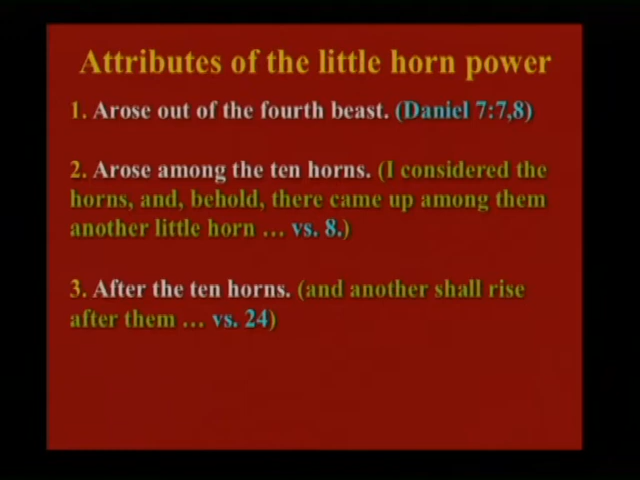 Attributes of the little horn power
1. Arose out of the fourth beast. (Daniel 7:7,8)
2. Arose among the ten horns. (I considered the
horns, and, behold, there came up among them
another little horn … vs. 8.)
3. After the ten horns. (and another shall rise
after them … vs. 24)